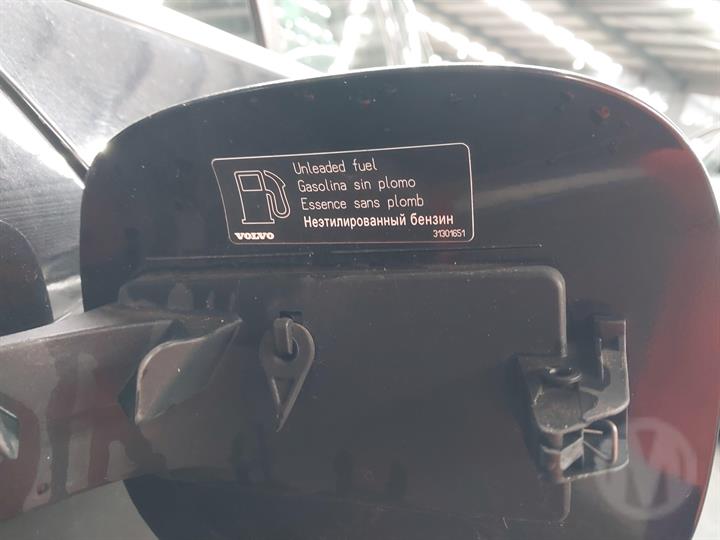 Unleaded fuel
Gasolina sin plomo
Essence sans plomb
Неэтилированный бензин
VOLVO 31301651
M